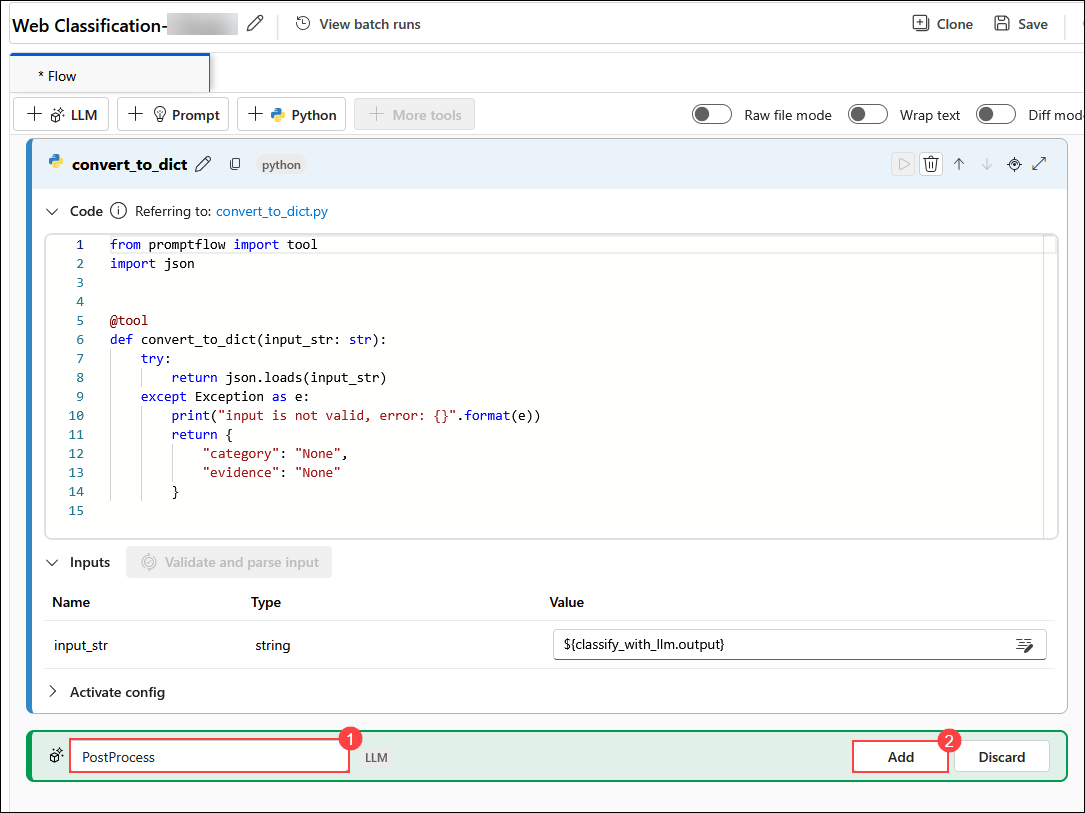 Web Classification-
View batch runs
Clone
Save
* Flow
LLM
Prompt
Python
More tools
Raw file mode
Wrap text
Diff mode
convert_to_dict
python
Code
Referring to: convert_to_dict.py
1 from promptflow import tool
2 import json
3
4
5 @tool
6 def convert_to_dict(input_str: str):
7     try:
8         return json.loads(input_str)
9     except Exception as e:
10         print("input is not valid, error: {}".format(e))
11         return {
12             "category": "None",
13             "evidence": "None"
14         }
15
Inputs
Validate and parse input
Name Type Value
input_str string ${classify_with_llm.output}
Activate config
1
2
PostProcess
LLM
Add
Discard